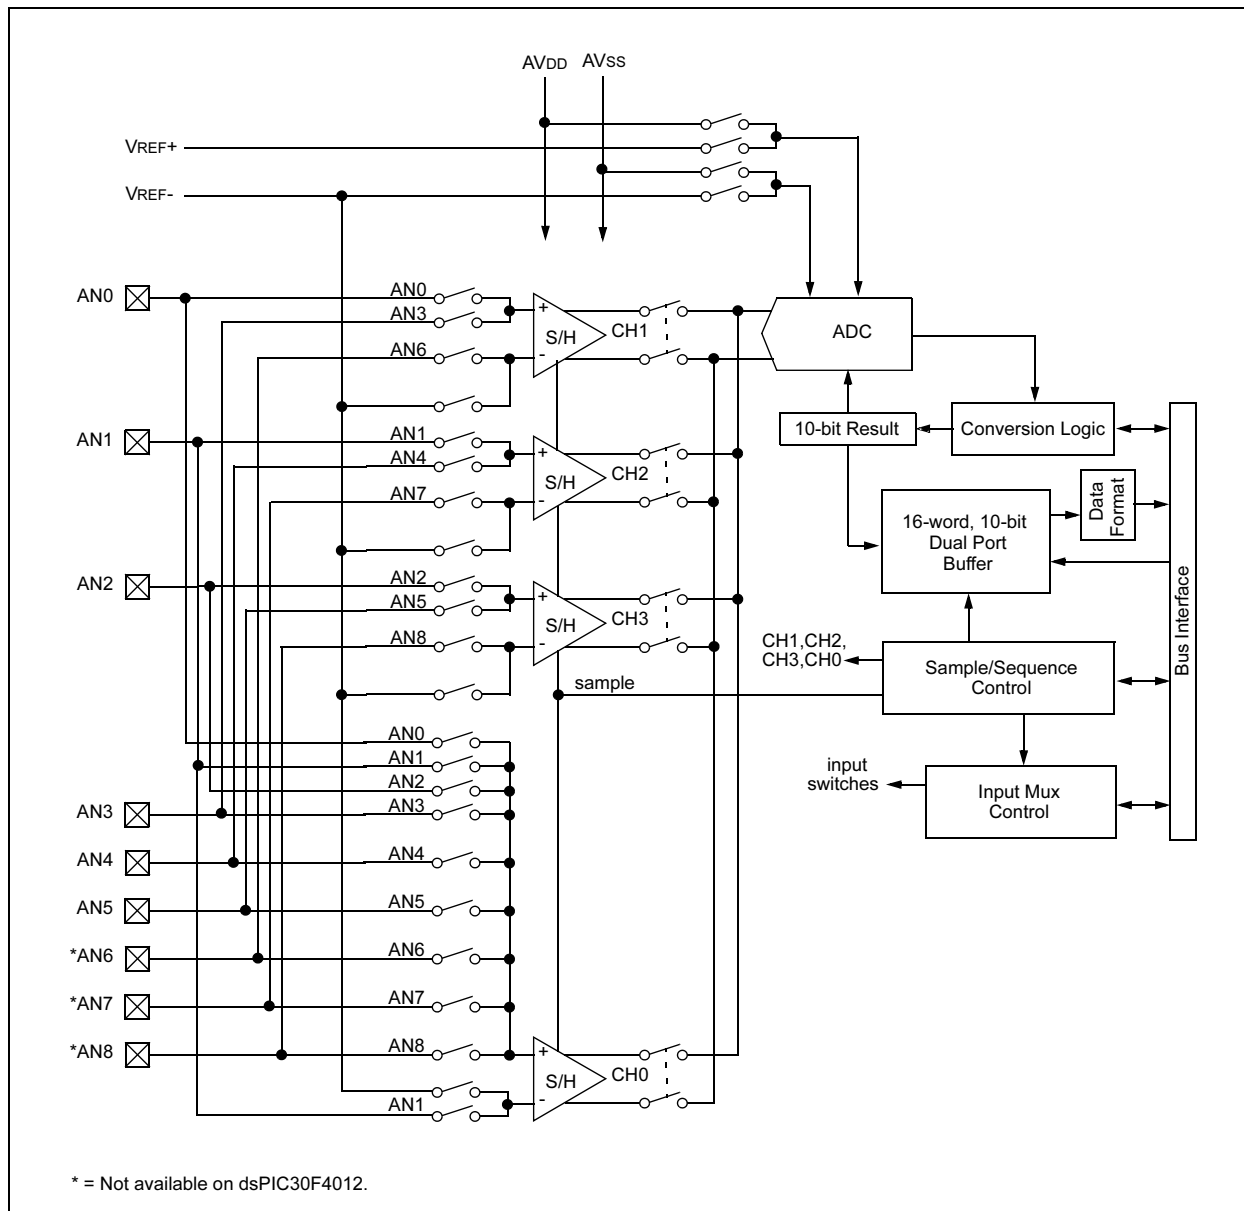 AVDD AVSS
VREF+
VREF-
AN0
AN0
AN3
AN6
+
-
S/H
CH1
ADC
AN1
AN1
AN4
AN7
+
-
S/H
CH2
10-bit Result
Conversion Logic
16-word, 10-bit
Dual Port
Buffer
Data
Format
Bus Interface
AN2
AN2
AN5
AN8
+
-
S/H
CH3
CH1,CH2,
CH3,CH0
Sample/Sequence
Control
sample
AN0
AN1
AN2
AN3
AN3
input
switches
Input Mux
Control
AN4
AN4
AN5
AN5
*AN6
AN6
*AN7
AN7
*AN8
AN8
+
-
S/H
CH0
AN1
* = Not available on dsPIC30F4012.